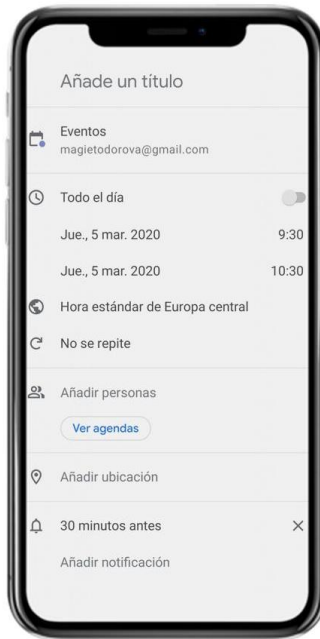 Añade un título
Eventos
magietodorova@gmail.com
Todo el día
Jue., 5 mar. 2020 9:30
Jue., 5 mar. 2020 10:30
Hora estándar de Europa central
No se repite
Añadir personas
Ver agendas
Añadir ubicación
30 minutos antes
Añadir notificación